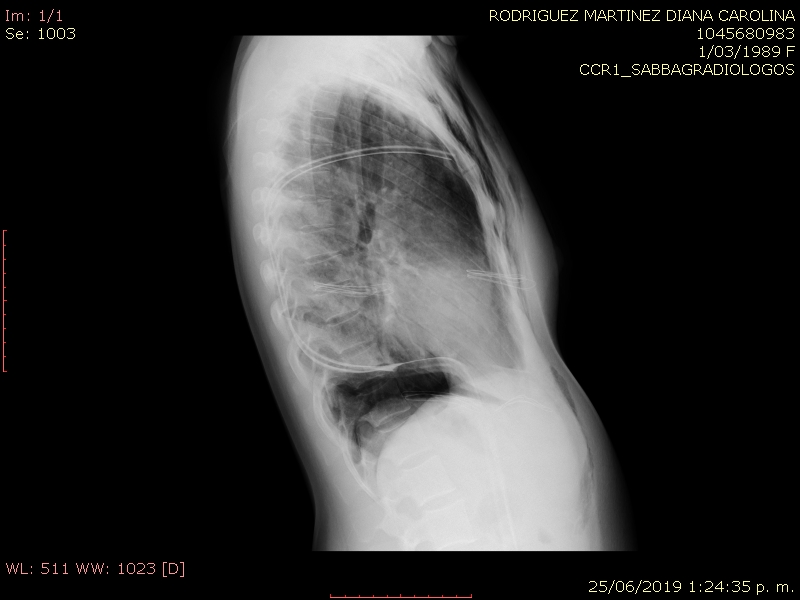 Im: 1/1
Se: 1003
RODRIGUEZ MARTINEZ DIANA CAROLINA
1045680983
1/03/1989 F
CCR1_SABBAGRADIOLOGOS
WL: 511 WW: 1023 [D]
25/06/2019 1:24:35 p. m.